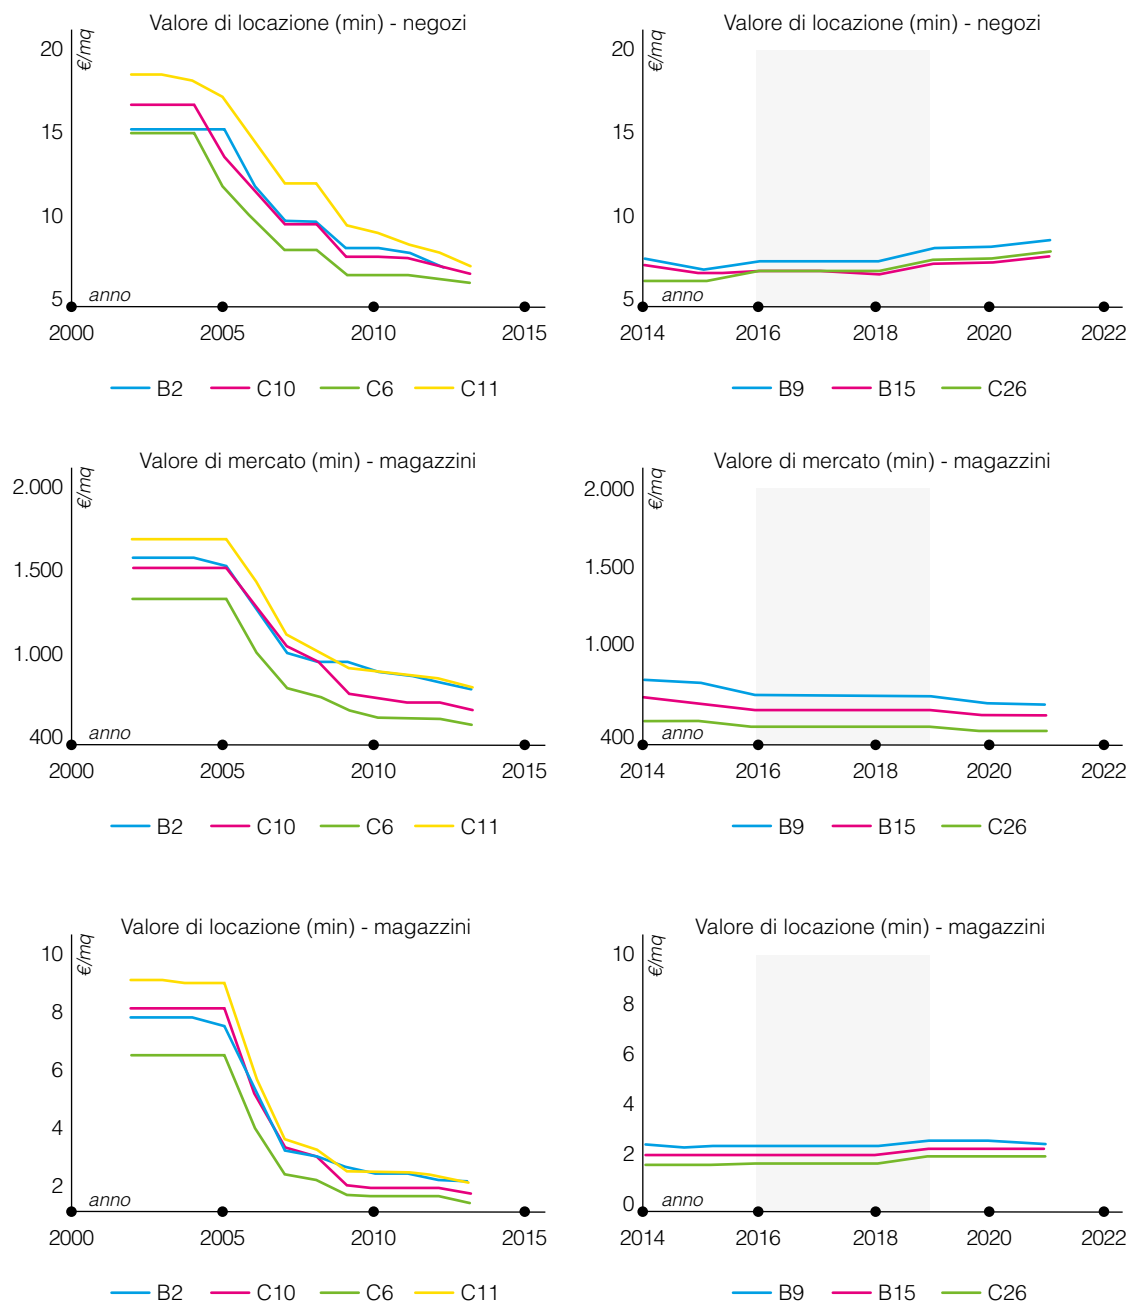 Valore di locazione (min) - negozi
€/mq
20
15
10
5
anno
2000 2005 2010 2015
B2 C10 C6 C11
Valore di locazione (min) - negozi
€/mq
20
15
10
5
anno
2014 2016 2018 2020 2022
B9 B15 C26
Valore di mercato (min) - magazzini
€/mq
2.000
1.500
1.000
400
anno
2000 2005 2010 2015
B2 C10 C6 C11
Valore di mercato (min) - magazzini
€/mq
2.000
1.500
1.000
400
anno
2014 2016 2018 2020 2022
B9 B15 C26
Valore di locazione (min) - magazzini
€/mq
10
8
6
4
2
anno
2000 2005 2010 2015
B2 C10 C6 C11
Valore di locazione (min) - magazzini
€/mq
10
8
6
4
2
0
anno
2014 2016 2018 2020 2022
B9 B15 C26